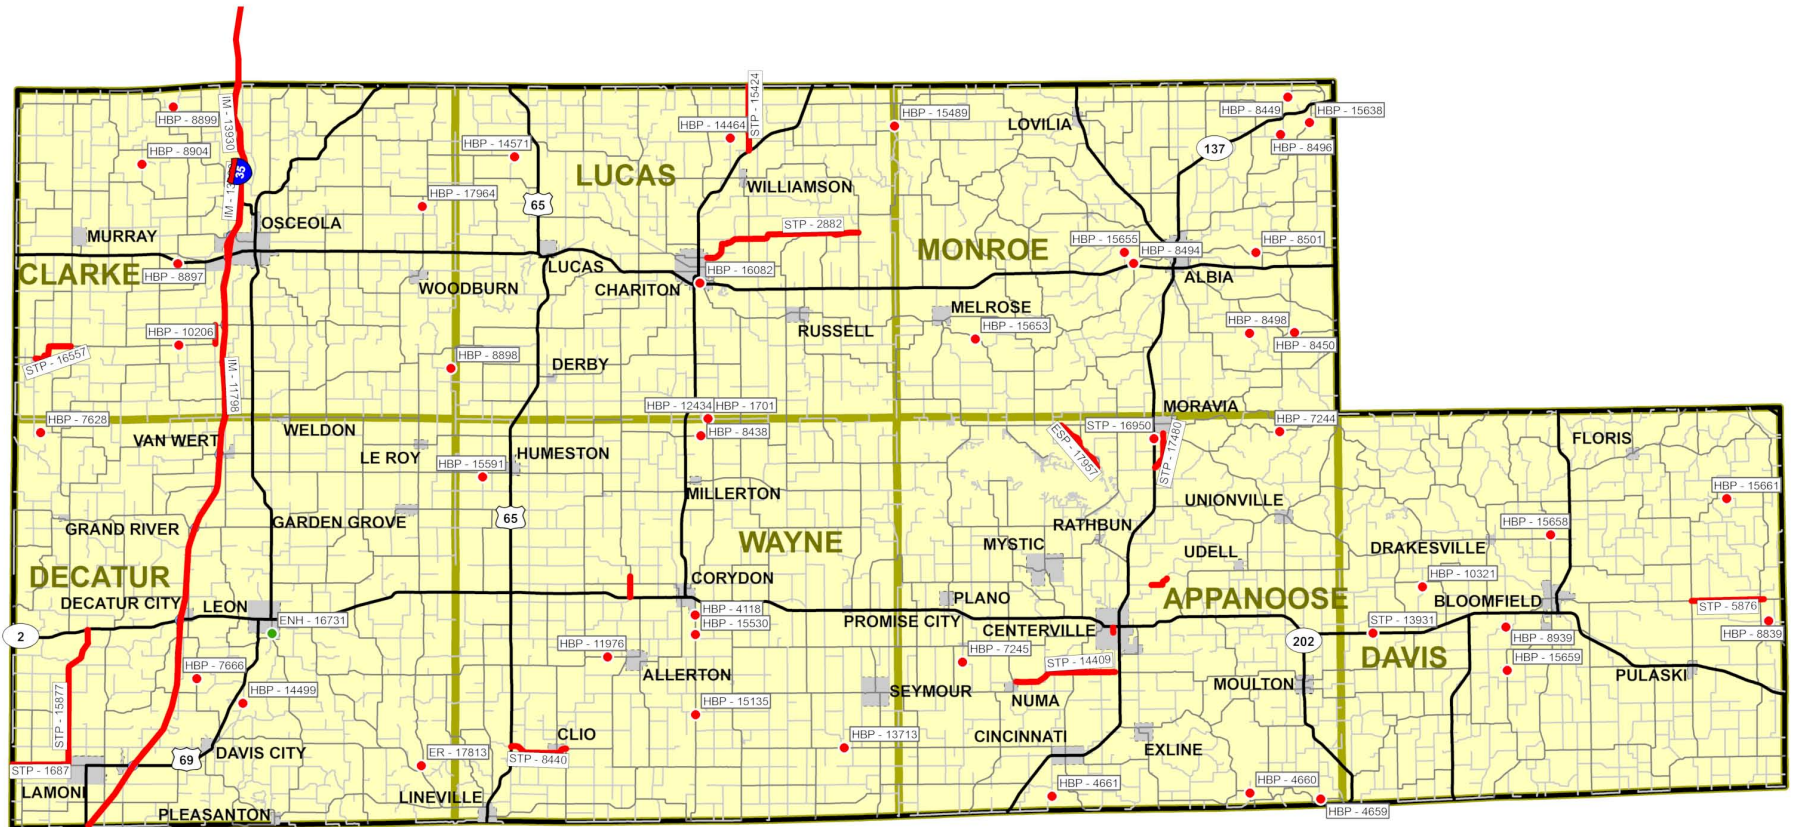 STP - 15424
IM - 13930
HBP - 8899
HBP - 14464
HBP - 15489
LOVILIA
HBP - 8449
HBP - 15638
HBP - 8904
HBP - 14571
137
HBP - 8496
35
LUCAS
WILLIAMSON
HBP - 17964
65
OSCEOLA
STP - 2882
MURRAY
HBP - 15655
HBP - 8501
MONROE
HBP - 8494
CLARKE
HBP - 8897
LUCAS
HBP - 16082
ALBIA
WOODBURN
CHARITON
MELROSE
HBP - 10206
RUSSELL
HBP - 15653
HBP - 8498
HBP - 8450
STP - 16557
HBP - 8898
DERBY
IM - 11798
HBP - 12434
HBP - 1701
MORAVIA
HBP - 7628
WELDON
HBP - 8438
STP - 16950
HBP - 7244
VAN WERT
FLORIS
LE ROY
HBP - 15591
HUMESTON
ESP - 17957
STP - 17480
MILLERTON
HBP - 15661
UNIONVILLE
GRAND RIVER
GARDEN GROVE
65
RATHBUN
HBP - 15658
WAYNE
MYSTIC
UDELL
DRAKESVILLE
DECATUR
CORYDON
HBP - 10321
DECATUR CITY
LEON
PLANO
APPANOOSE
BLOOMFIELD
STP - 5876
ENH - 16731
HBP - 4118
HBP - 15530
PROMISE CITY
CENTERVILLE
STP - 13931
HBP - 8939
HBP - 8839
2
202
HBP - 11976
HBP - 7245
STP - 14409
DAVIS
HBP - 15659
HBP - 7666
ALLERTON
PULASKI
HBP - 14499
SEYMOUR
NUMA
MOULTON
STP - 15877
HBP - 15135
CLIO
HBP - 13713
CINCINNATI
EXLINE
69
DAVIS CITY
ER - 17813
STP - 8440
STP - 1687
LAMONI
LINEVILLE
HBP - 4661
HBP - 4660
PLEASANTON
HBP - 4659